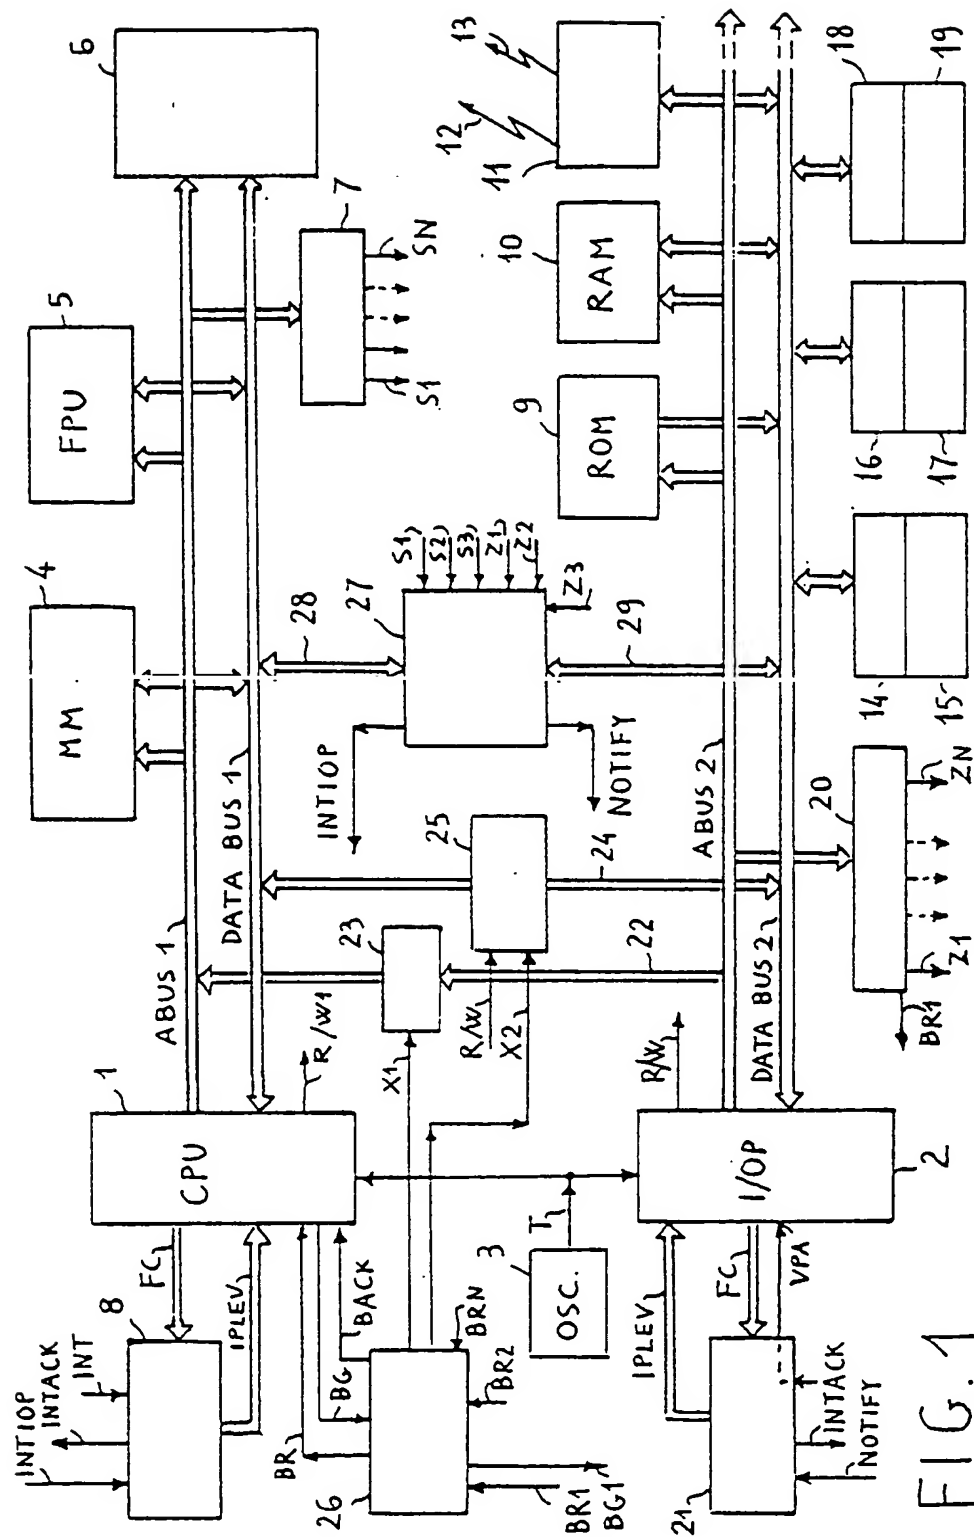 INTIOP
INTACK
INT
8
FC
IPLEV
1
CPU
ABUS 1
DATA BUS 1
R/W1
4
MM
5
FPU
6
7
S1
SN
BR
BG
BACK
26
BR1
BG1
BR2
BRN
X1
23
22
R/W
X2
25
24
INTIOP
NOTIFY
28
27
29
S1
S2
S3
Z1
Z2
Z3
9
ROM
10
RAM
11
12
13
3
OSC.
T
IPLEV
FC
VPA
21
INTACK
NOTIFY
I/OP
2
R/W
ABUS 2
DATA BUS 2
BR1
20
Z1
ZN
14
15
16
17
18
19
FIG. 1